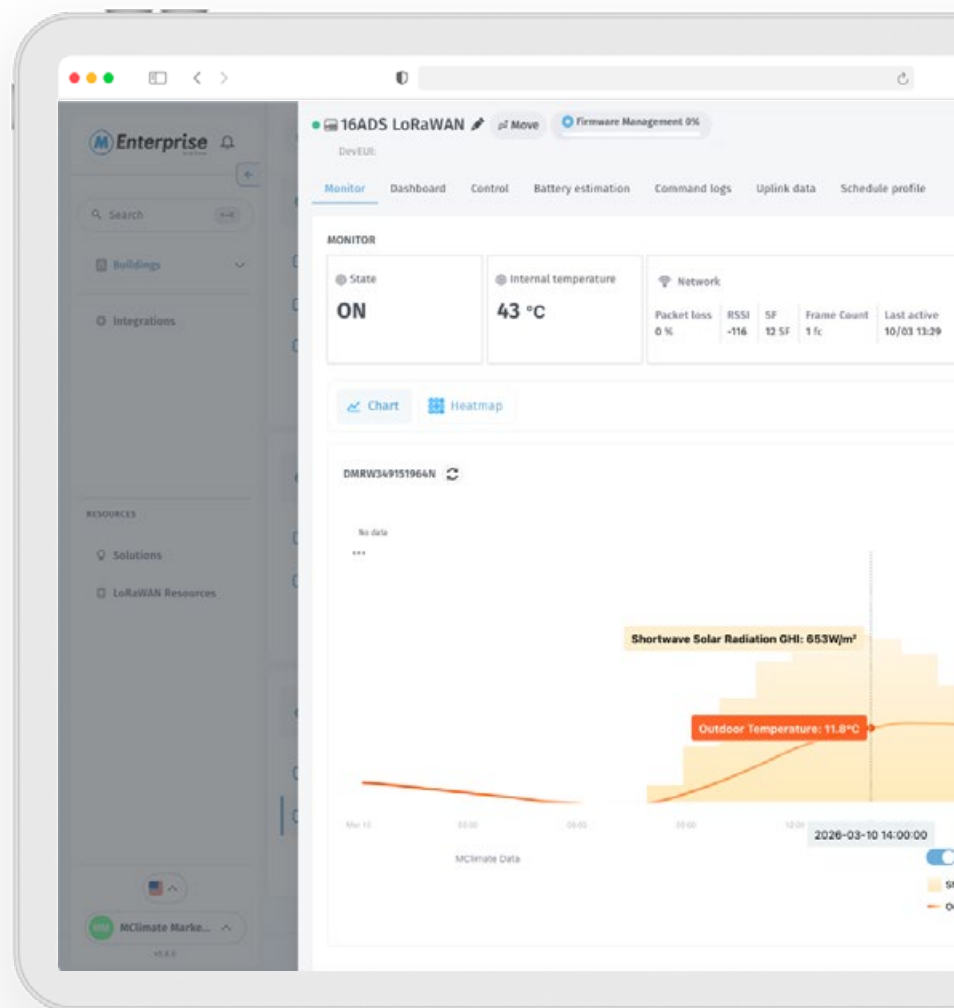 M Enterprise
Search
Buildings
Integrations
RESOURCES
Solutions
LoRaWAN Resources
MM MClimate Marke...
16ADS LoRaWAN Move Firmware Management 0%
DevEUI:
Monitor Dashboard Control Battery estimation Command logs Uplink data Schedule profile
MONITOR
State
ON
Internal temperature
43 °C
Network
Packet loss RSSI SF Frame Count Last active
0 % -116 12 SF 1 fc 10/03 13:29
Chart Heatmap
DMRW349151964N
No data
...
Shortwave Solar Radiation GHI: 653W/m²
Outdoor Temperature: 11.8°C
Mar 10
2026-03-10 14:00:00
MClimate Data